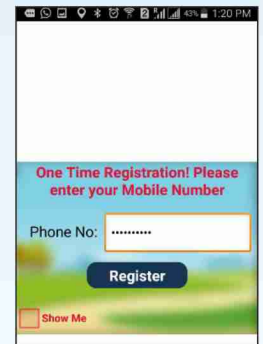 43% 1:20 PM
One Time Registration! Please
enter your Mobile Number
Phone No: ••••••••••
Register
Show Me